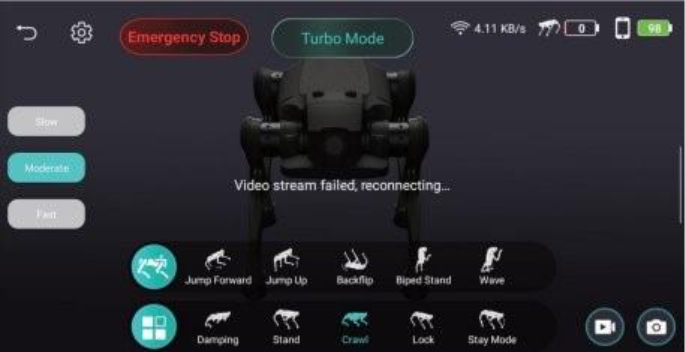 Emergency Stop
Turbo Mode
4.11 KB/s
0
98
Slow
Moderate
Fast
Video stream failed, reconnecting...
Jump Forward
Jump Up
Backflip
Biped Stand
Wave
Damping
Stand
Crawl
Lock
Stay Mode